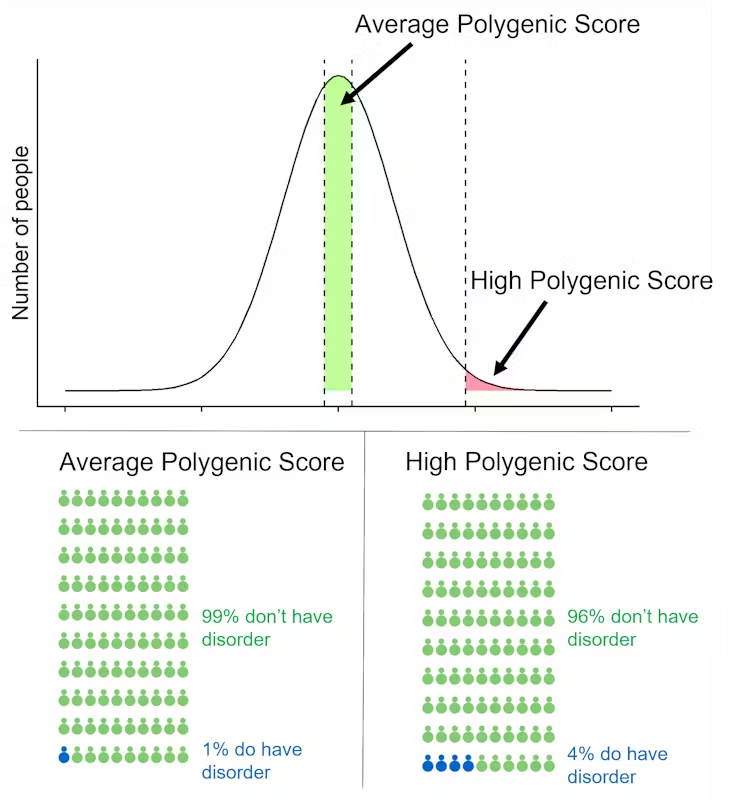 Average Polygenic Score
Number of people
High Polygenic Score
Average Polygenic Score
High Polygenic Score
99% don't have
disorder
96% don't have
disorder
1% do have
disorder
4% do have
disorder